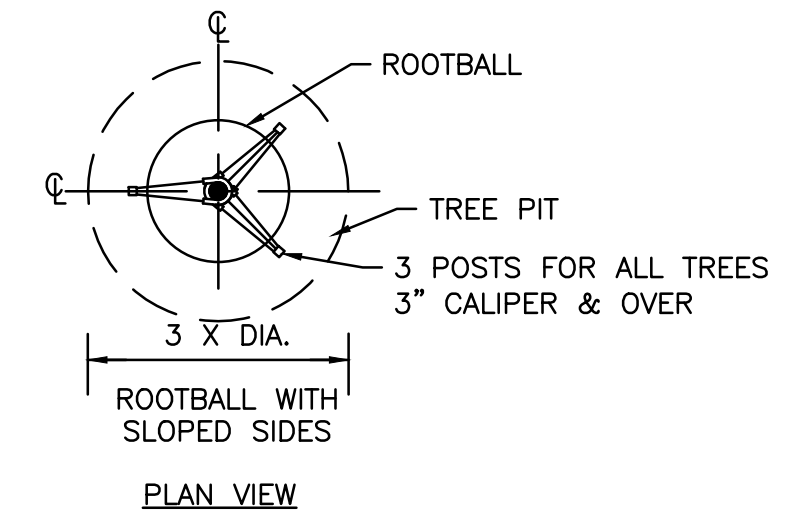 ℄
ROOTBALL
℄
TREE PIT
3 POSTS FOR ALL TREES
3" CALIPER & OVER
3 X DIA.
ROOTBALL WITH
SLOPED SIDES
PLAN VIEW